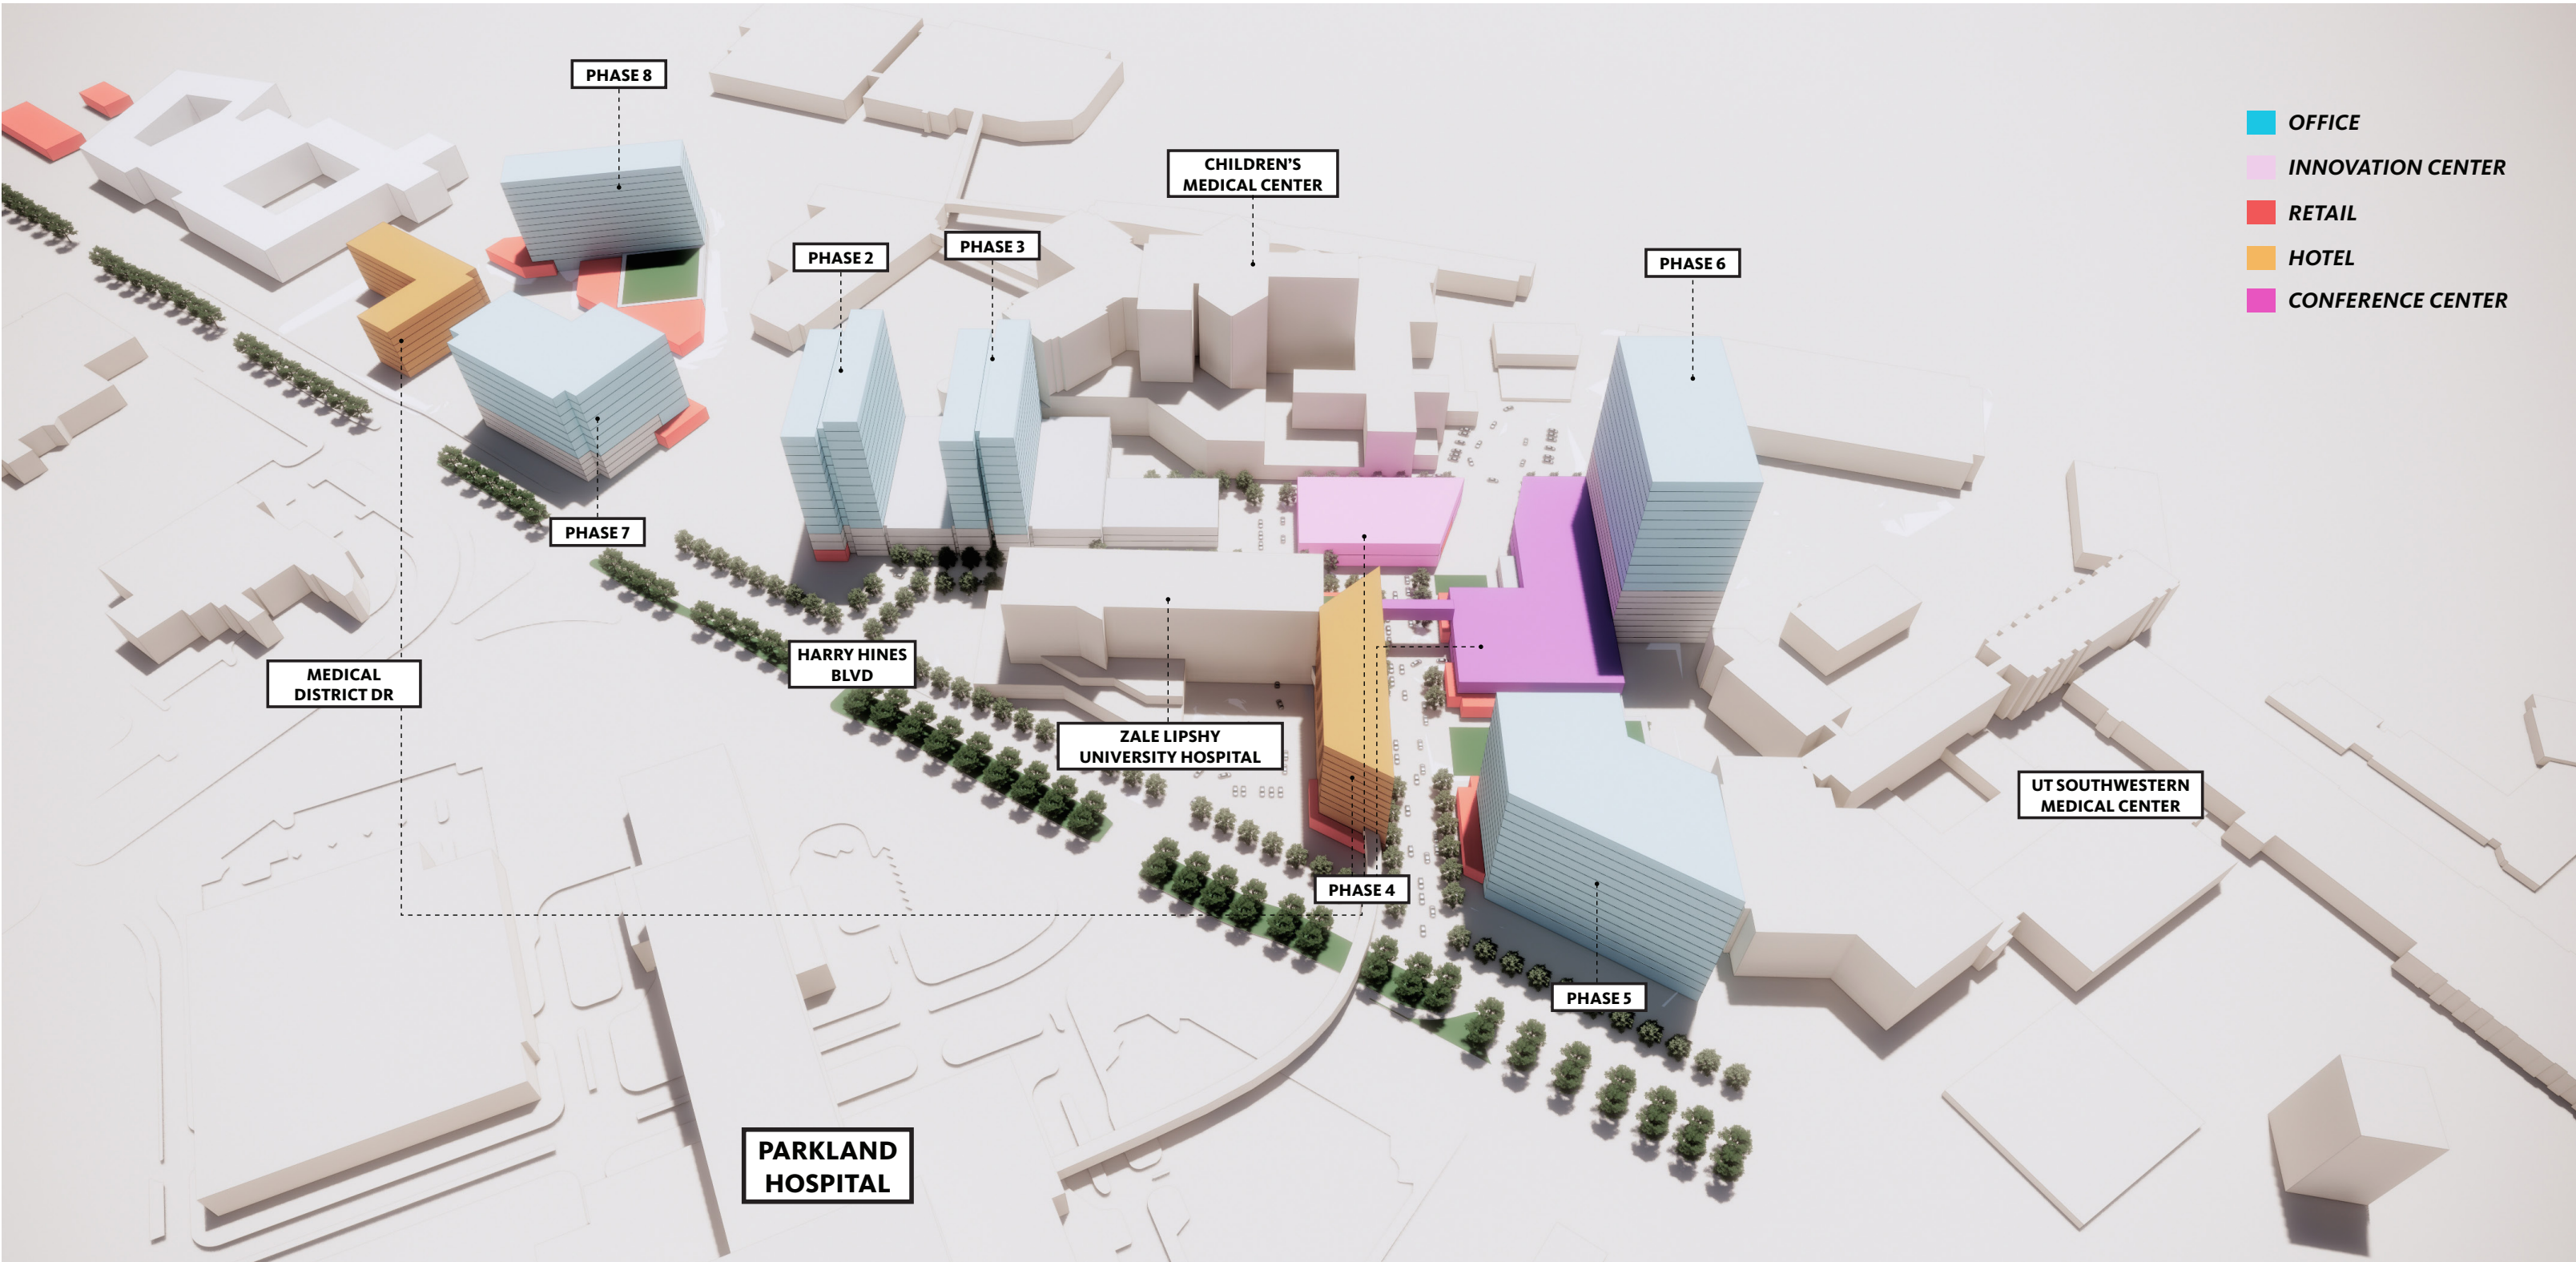 PHASE 8
OFFICE
CHILDREN'S
MEDICAL CENTER
INNOVATION CENTER
RETAIL
PHASE 2
PHASE 3
PHASE 6
HOTEL
CONFERENCE CENTER
PHASE 7
HARRY HINES
BLVD
MEDICAL
DISTRICT DR
ZALE LIPSHY
UNIVERSITY HOSPITAL
UT SOUTHWESTERN
MEDICAL CENTER
PHASE 4
PHASE 5
PARKLAND
HOSPITAL